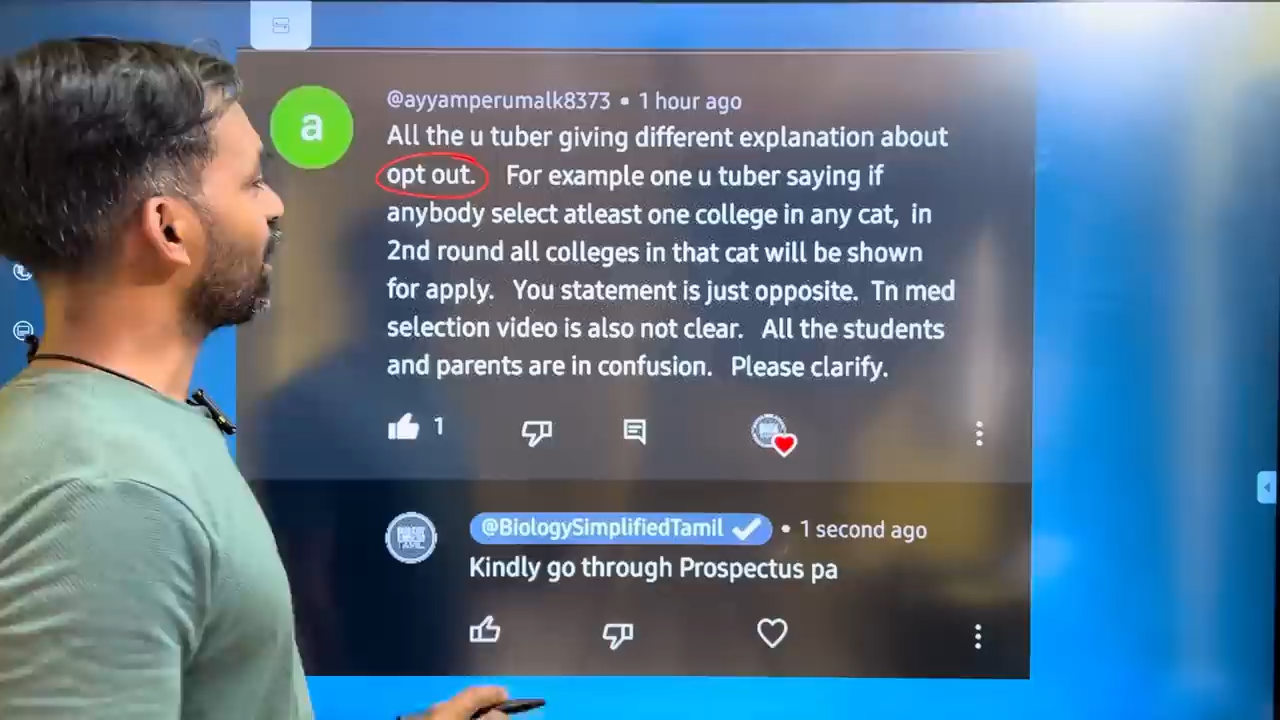 a
@ayyamperumalk8373 • 1 hour ago
All the u tuber giving different explanation about
opt out. For example one u tuber saying if
anybody select atleast one college in any cat, in
2nd round all colleges in that cat will be shown
for apply. You statement is just opposite. Tn med
selection video is also not clear. All the students
and parents are in confusion. Please clarify.
1
@BiologySimplifiedTamil • 1 second ago
Kindly go through Prospectus pa